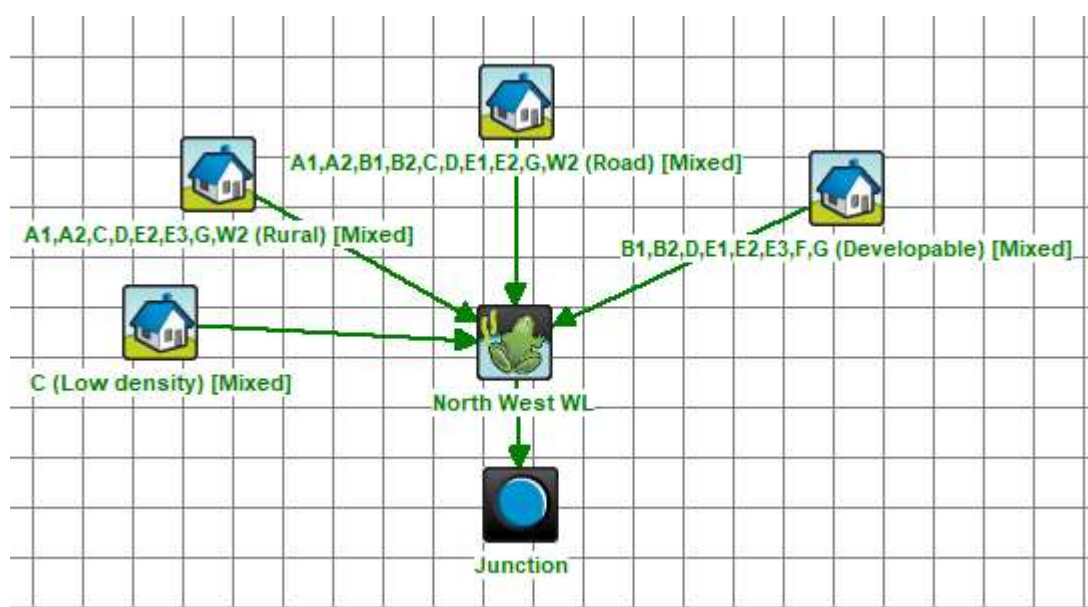 A1,A2,B1,B2,C,D,E1,E2,G,W2 (Road) [Mixed]
A1,A2,C,D,E2,E3,G,W2 (Rural) [Mixed]
B1,B2,D,E1,E2,E3,F,G (Developable) [Mixed]
C (Low density) [Mixed]
North West WL
Junction